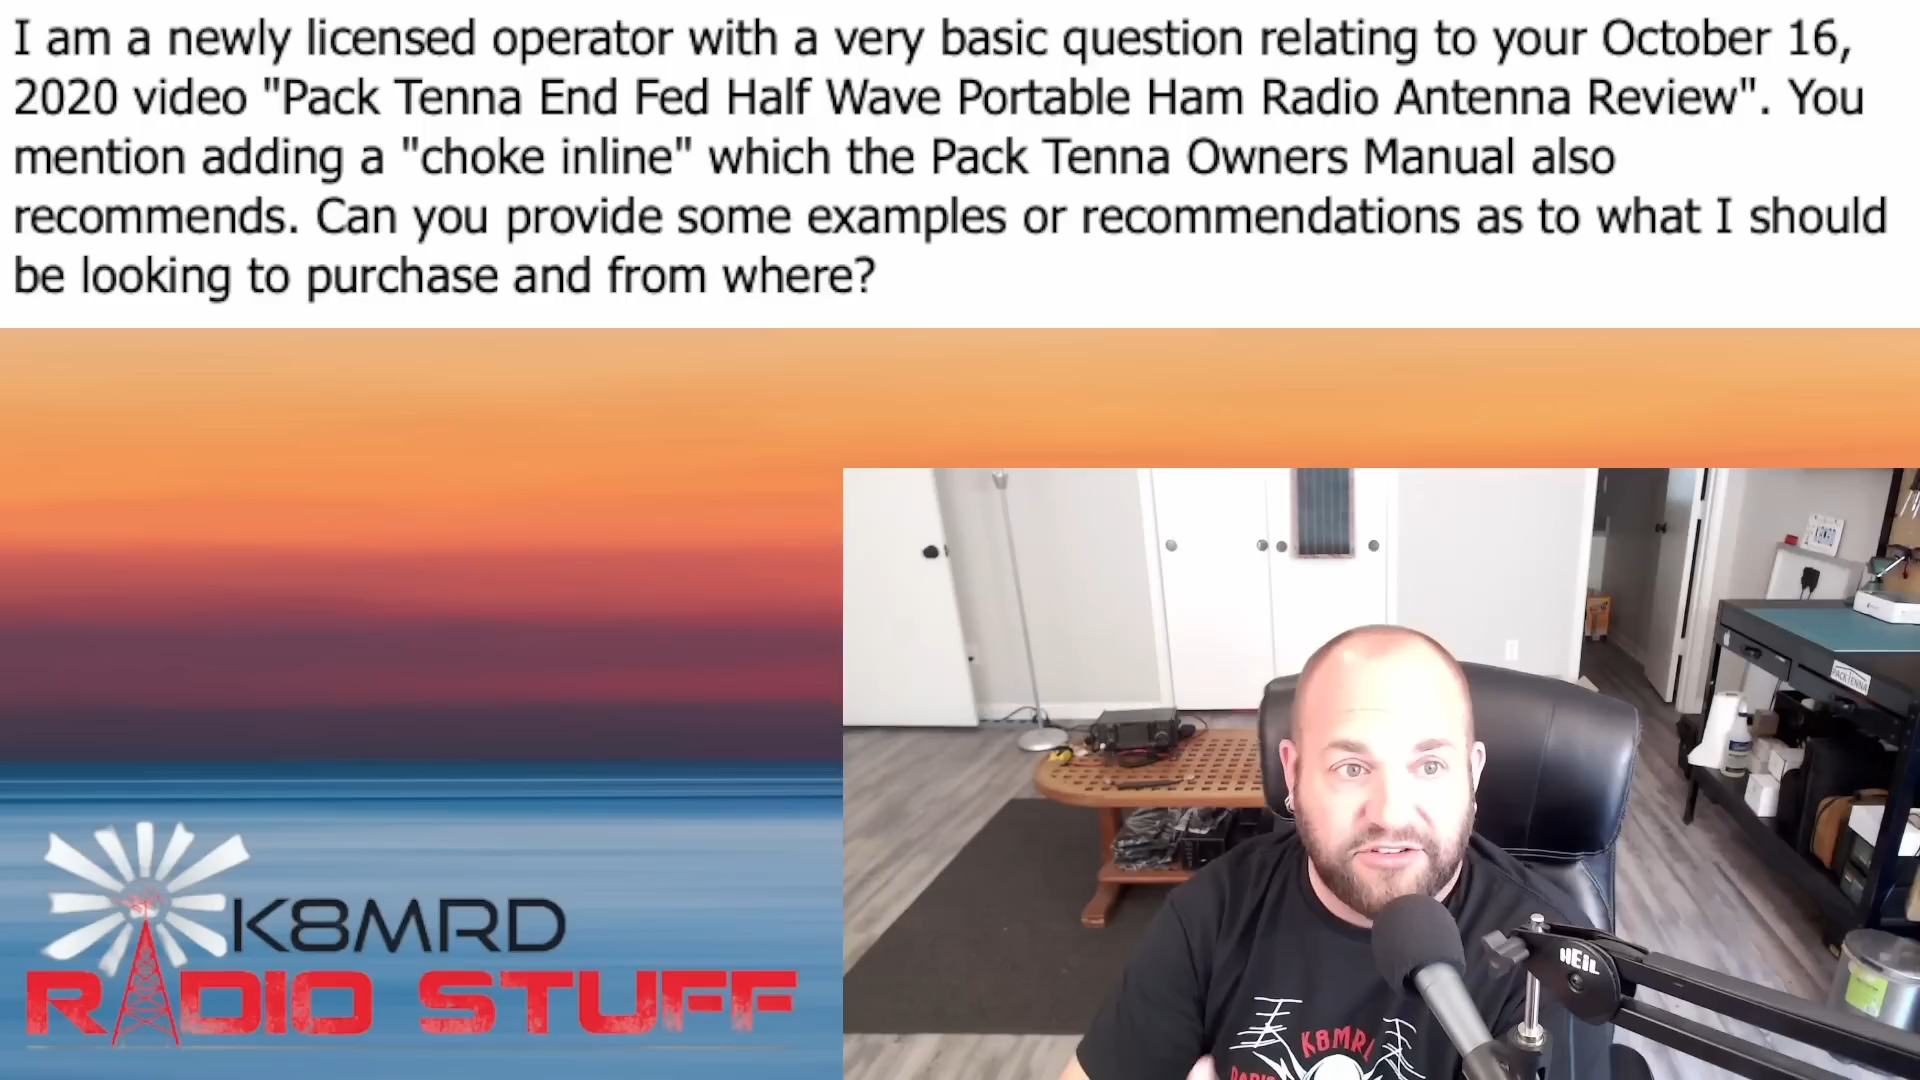 I am a newly licensed operator with a very basic question relating to your October 16,
2020 video "Pack Tenna End Fed Half Wave Portable Ham Radio Antenna Review". You
mention adding a "choke inline" which the Pack Tenna Owners Manual also
recommends. Can you provide some examples or recommendations as to what I should
be looking to purchase and from where?
K8MRD
PACKTENNA
K8MRD
RADIO STUFF
HEIL